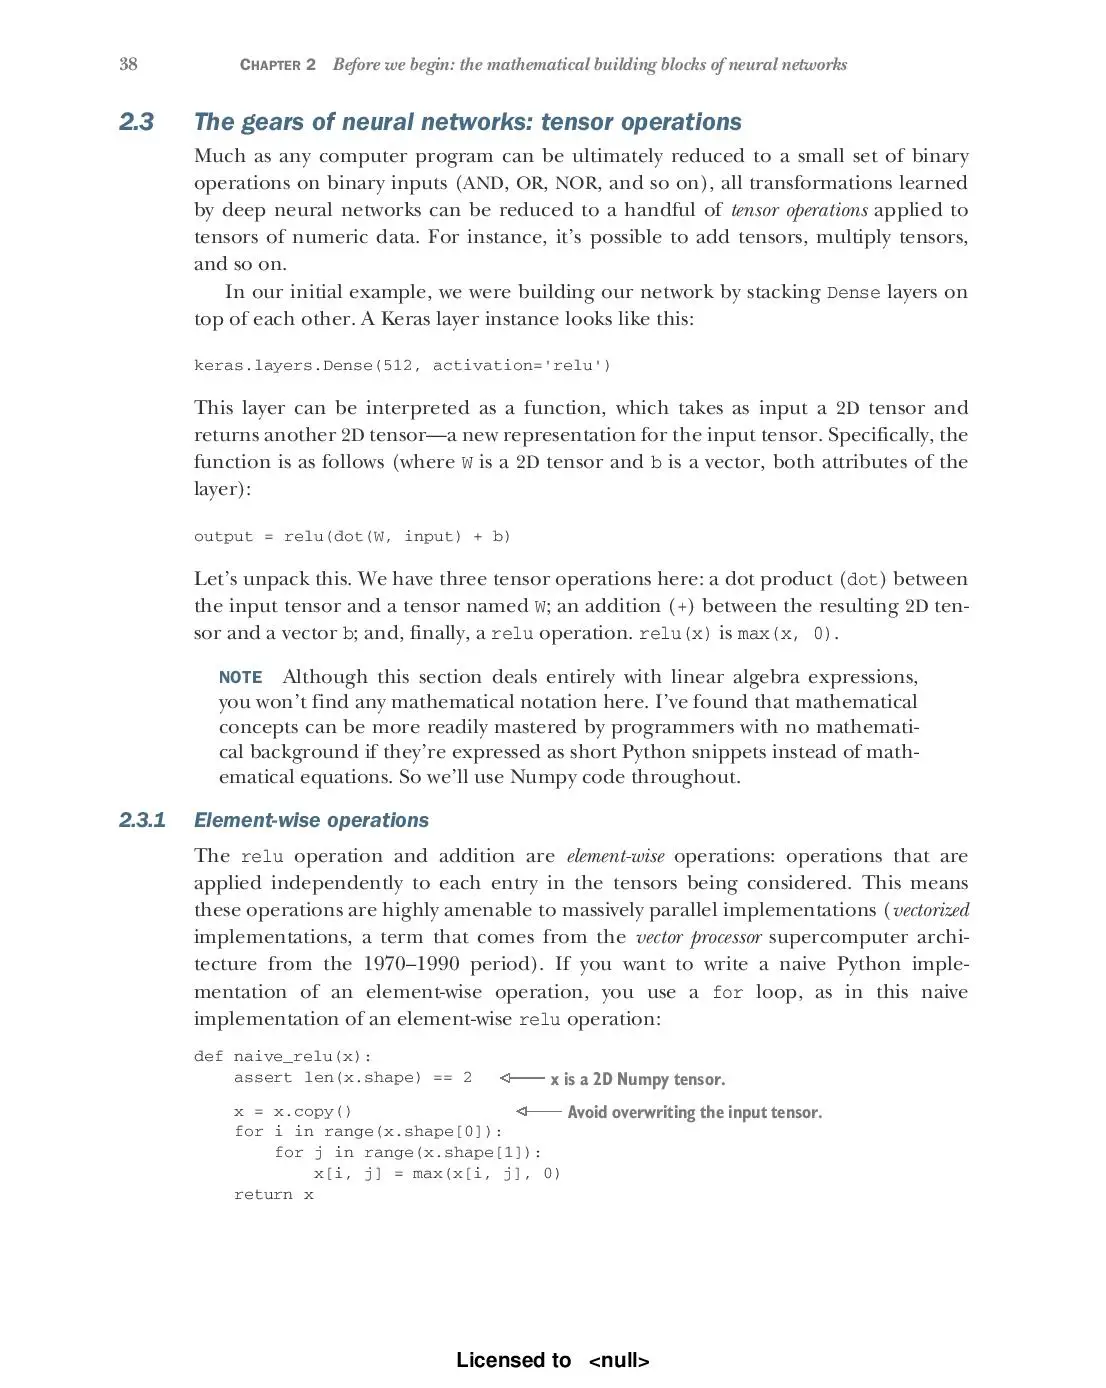 38 CHAPTER 2 Before we begin: the mathematical building blocks of neural networks
2.3 The gears of neural networks: tensor operations
Much as any computer program can be ultimately reduced to a small set of binary
operations on binary inputs (AND, OR, NOR, and so on), all transformations learned
by deep neural networks can be reduced to a handful of tensor operations applied to
tensors of numeric data. For instance, it’s possible to add tensors, multiply tensors,
and so on.
In our initial example, we were building our network by stacking Dense layers on
top of each other. A Keras layer instance looks like this:
keras.layers.Dense(512, activation='relu')
This layer can be interpreted as a function, which takes as input a 2D tensor and
returns another 2D tensor—a new representation for the input tensor. Specifically, the
function is as follows (where W is a 2D tensor and b is a vector, both attributes of the
layer):
output = relu(dot(W, input) + b)
Let’s unpack this. We have three tensor operations here: a dot product (dot) between
the input tensor and a tensor named W; an addition (+) between the resulting 2D ten-
sor and a vector b; and, finally, a relu operation. relu(x) is max(x, 0).
NOTE Although this section deals entirely with linear algebra expressions,
you won’t find any mathematical notation here. I’ve found that mathematical
concepts can be more readily mastered by programmers with no mathemati-
cal background if they’re expressed as short Python snippets instead of math-
ematical equations. So we’ll use Numpy code throughout.
2.3.1 Element-wise operations
The relu operation and addition are element-wise operations: operations that are
applied independently to each entry in the tensors being considered. This means
these operations are highly amenable to massively parallel implementations (vectorized
implementations, a term that comes from the vector processor supercomputer archi-
tecture from the 1970–1990 period). If you want to write a naive Python imple-
mentation of an element-wise operation, you use a for loop, as in this naive
implementation of an element-wise relu operation:
def naive_relu(x):
    assert len(x.shape) == 2 x is a 2D Numpy tensor.
    x = x.copy() Avoid overwriting the input tensor.
    for i in range(x.shape[0]):
        for j in range(x.shape[1]):
            x[i, j] = max(x[i, j], 0)
    return x
Licensed to <null>